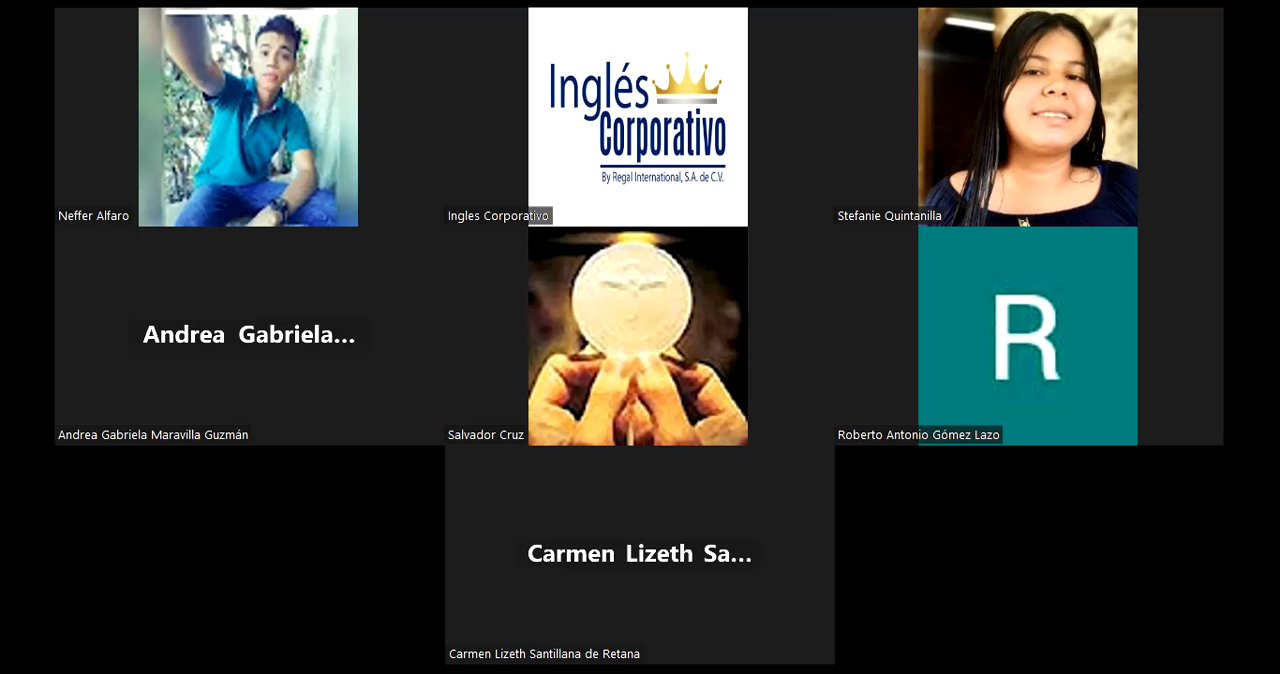 Neffer Alfaro
Inglés
Corporativo
By Regal International, S.A. de C.V.
Ingles Corporativo
Stefanie Quintanilla
Andrea Gabriela...
Andrea Gabriela Maravilla Guzmán
Salvador Cruz
R
Roberto Antonio Gómez Lazo
Carmen Lizeth Sa...
Carmen Lizeth Santillana de Retana